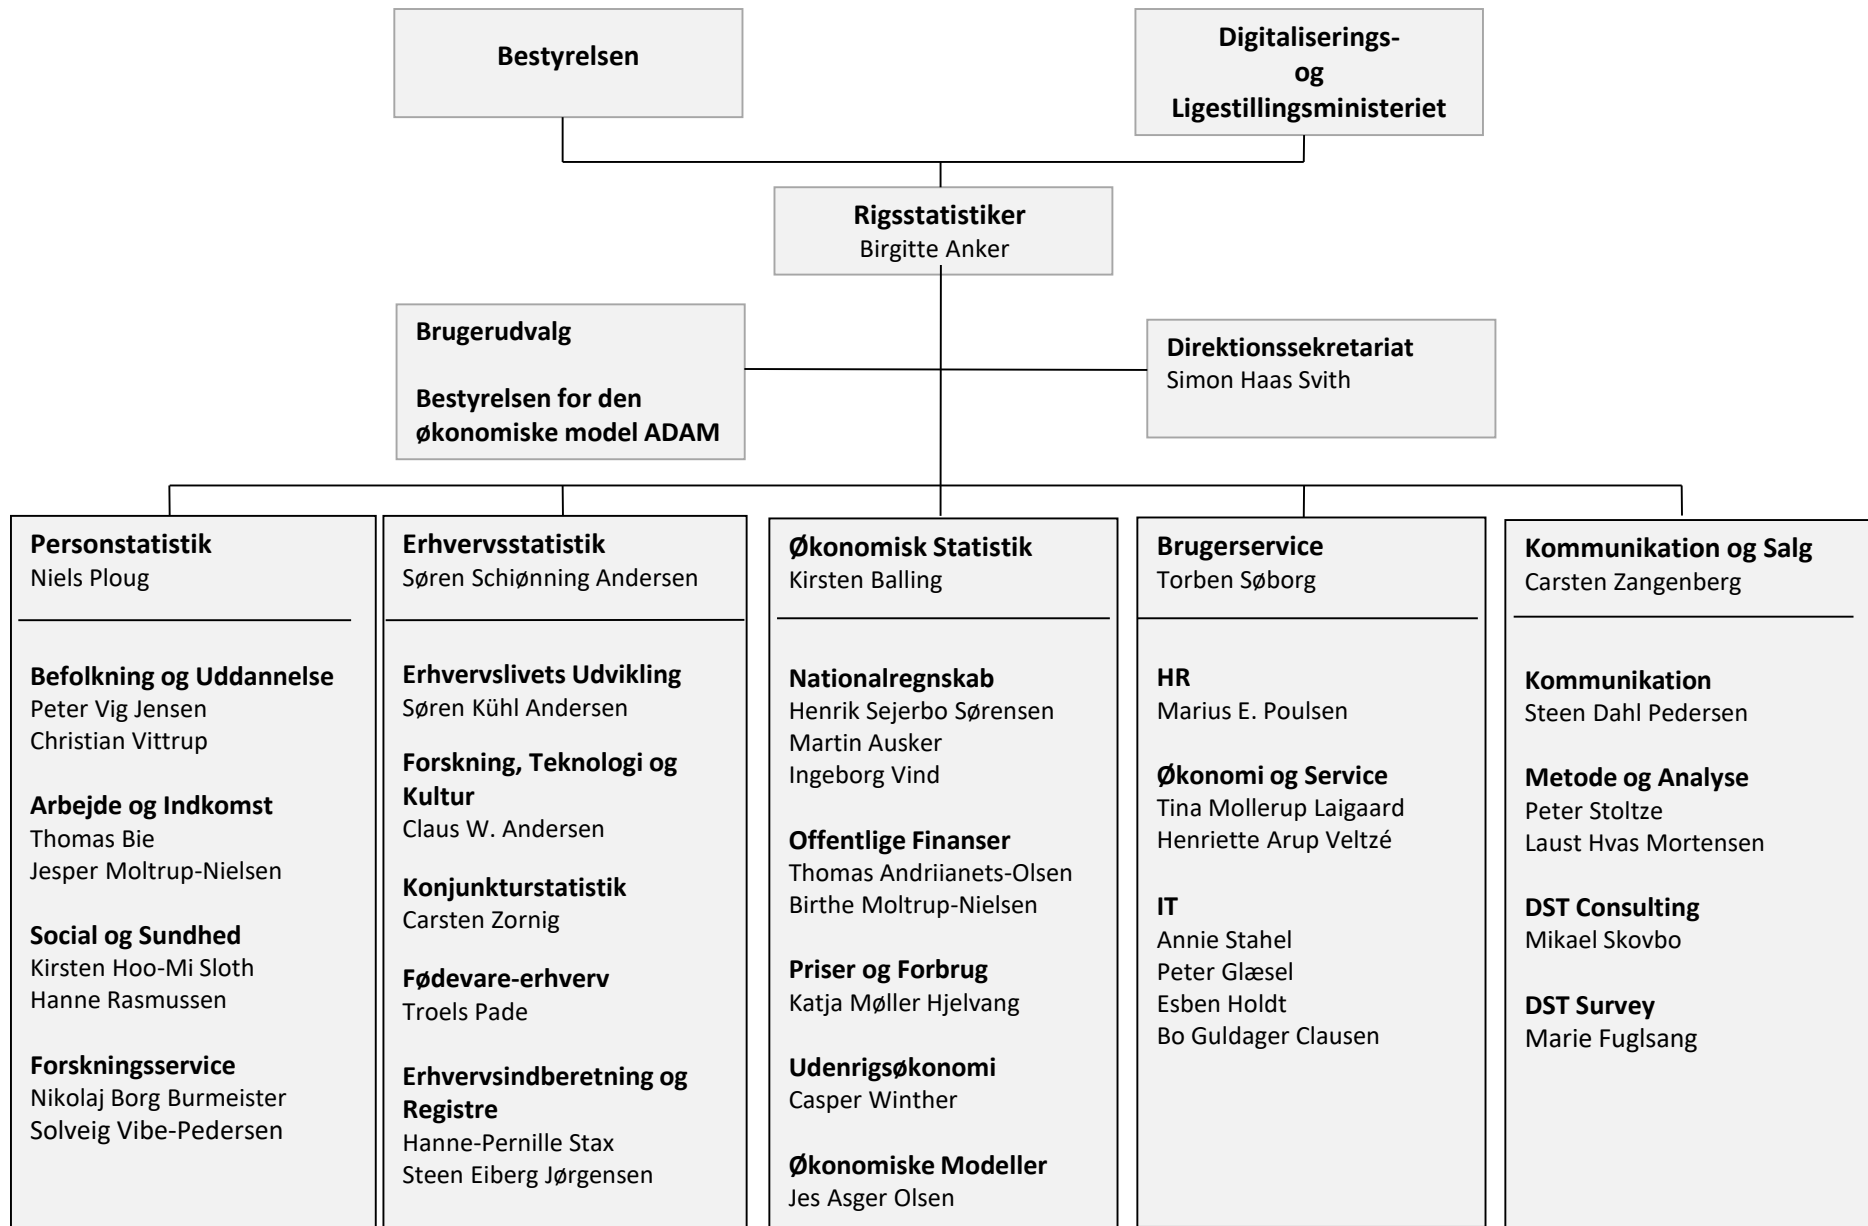 Bestyrelsen
Digitaliserings-
og
Ligestillingsministeriet
Rigsstatistiker
Birgitte Anker
Brugerudvalg
Bestyrelsen for den
økonomiske model ADAM
Direktionssekretariat
Simon Haas Svith
Personstatistik
Niels Ploug
Befolkning og Uddannelse
Peter Vig Jensen
Christian Vittrup
Arbejde og Indkomst
Thomas Bie
Jesper Moltrup-Nielsen
Social og Sundhed
Kirsten Hoo-Mi Sloth
Hanne Rasmussen
Forskningsservice
Nikolaj Borg Burmeister
Solveig Vibe-Pedersen
Erhvervsstatistik
Søren Schiønning Andersen
Erhvervslivets Udvikling
Søren Kühl Andersen
Forskning, Teknologi og
Kultur
Claus W. Andersen
Konjunkturstatistik
Carsten Zornig
Fødevare-erhverv
Troels Pade
Erhvervsindberetning og
Registre
Hanne-Pernille Stax
Steen Eiberg Jørgensen
Økonomisk Statistik
Kirsten Balling
Nationalregnskab
Henrik Sejerbo Sørensen
Martin Ausker
Ingeborg Vind
Offentlige Finanser
Thomas Andriianets-Olsen
Birthe Moltrup-Nielsen
Priser og Forbrug
Katja Møller Hjelvang
Udenrigsøkonomi
Casper Winther
Økonomiske Modeller
Jes Asger Olsen
Brugerservice
Torben Søborg
HR
Marius E. Poulsen
Økonomi og Service
Tina Mollerup Laigaard
Henriette Arup Veltzé
IT
Annie Stahel
Peter Glæsel
Esben Holdt
Bo Guldager Clausen
Kommunikation og Salg
Carsten Zangenberg
Kommunikation
Steen Dahl Pedersen
Metode og Analyse
Peter Stoltze
Laust Hvas Mortensen
DST Consulting
Mikael Skovbo
DST Survey
Marie Fuglsang